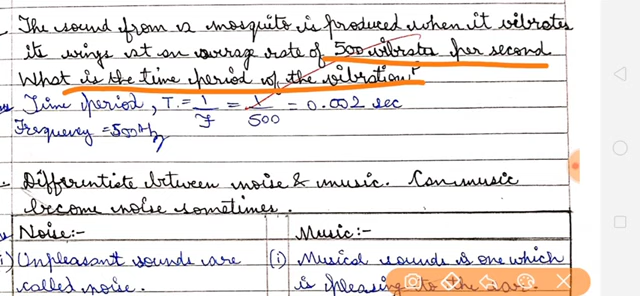 The sound from a mosquito is produced when it vibrates
its wings at an average rate of 500 vibrates per second
What is the time period of the vibration?
Time period, T = 1/F = 1/500 = 0.002 sec
Frequency = 500Hz
Differentiate between noise & music. Can music
become noise sometimes.
Noise:-
Music:-
i) Unpleasant sounds are
called noise.
(i) Musical sounds is one which
is pleasing to the ear.